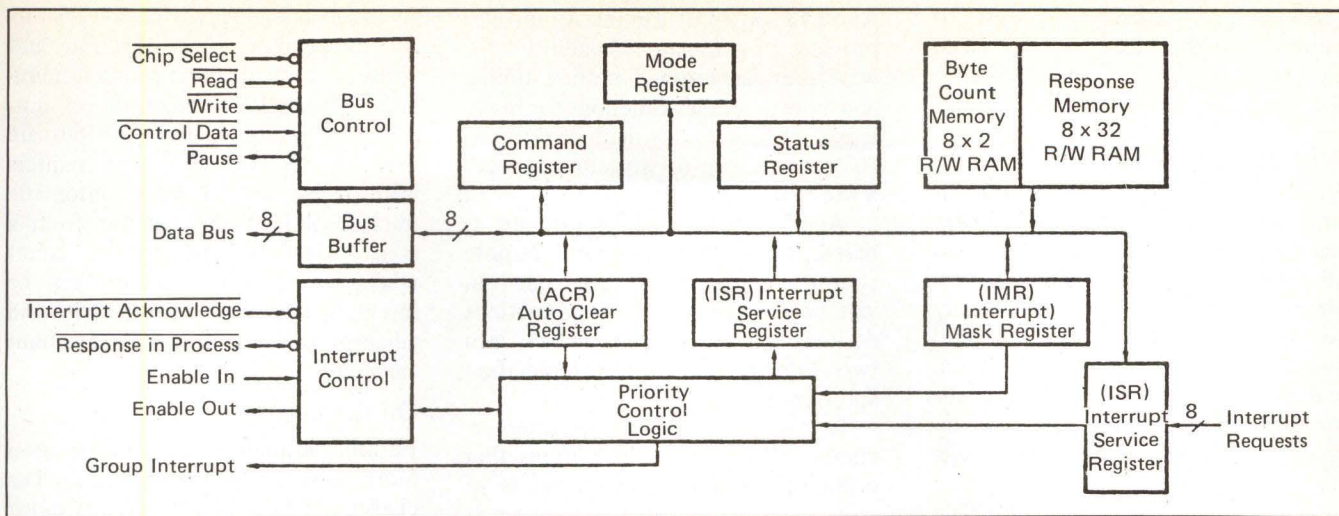 Chip Select
Read
Write
Control Data
Pause
Bus
Control
Mode
Register
Command
Register
Status
Register
Byte
Count
Memory
8 x 2
R/W RAM
Response
Memory
8 x 32
R/W RAM
Data Bus
8
Bus
Buffer
8
Interrupt Acknowledge
Response in Process
Enable In
Enable Out
Group Interrupt
Interrupt
Control
(ACR)
Auto Clear
Register
(ISR) Interrupt
Service
Register
(IMR)
Interrupt)
Mask Register
Priority
Control
Logic
(ISR)
Interrupt
Service
Register
8
Interrupt
Requests